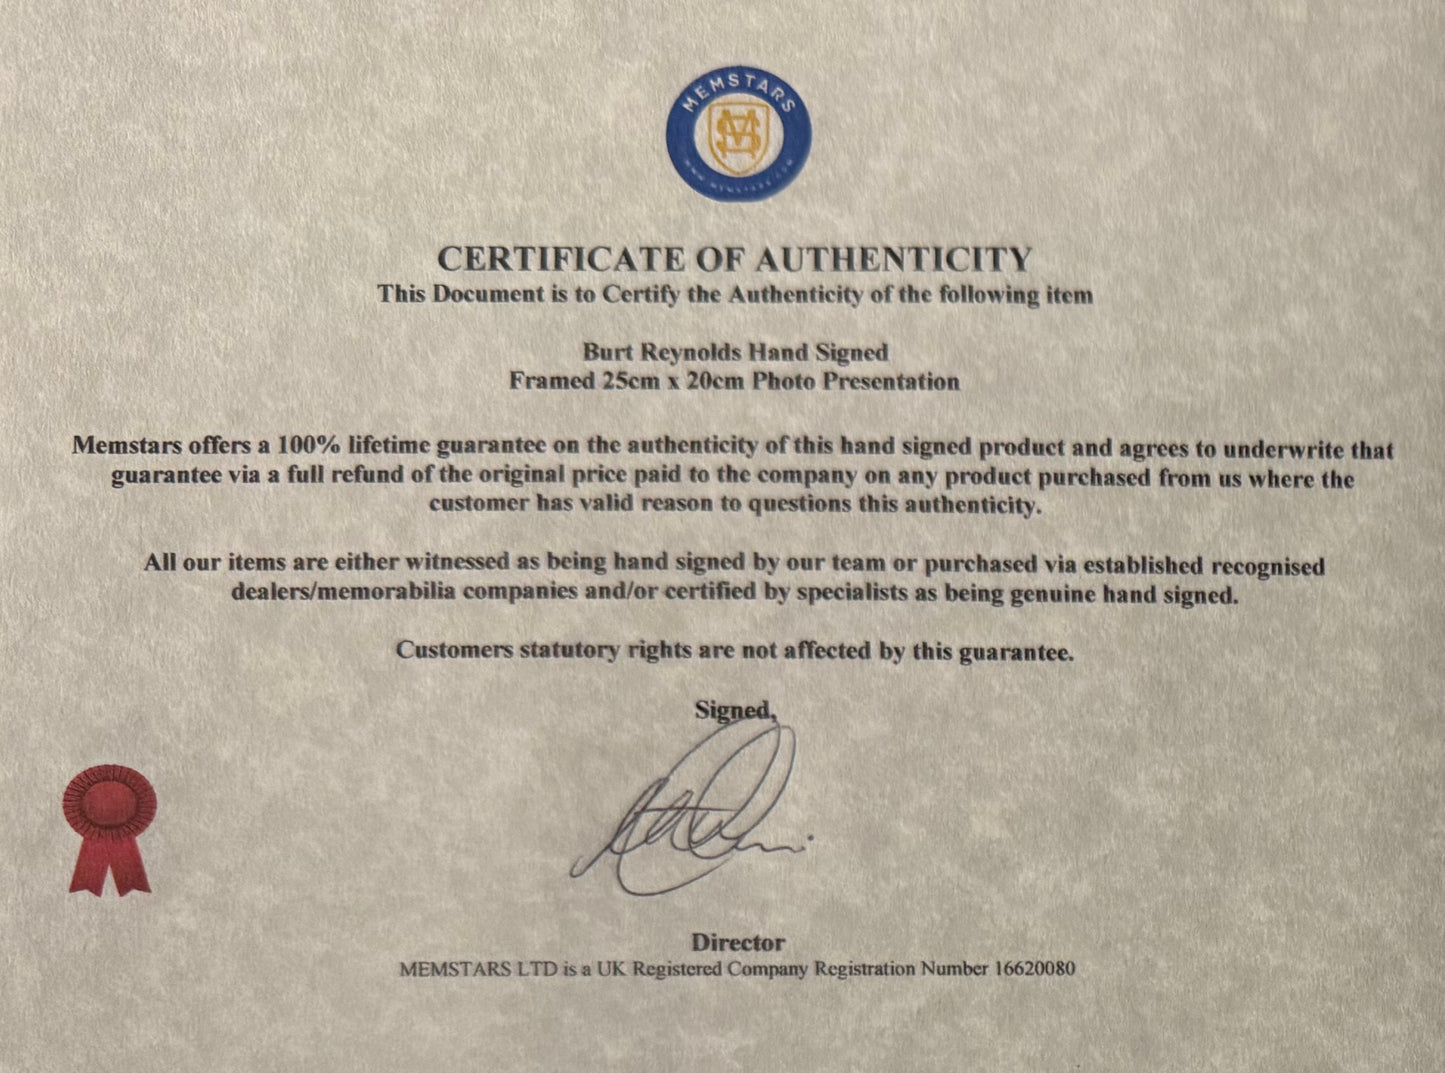 MEMSTARS
MS
CERTIFICATE OF AUTHENTICITY
This Document is to Certify the Authenticity of the following item
Burt Reynolds Hand Signed
Framed 25cm x 20cm Photo Presentation
Memstars offers a 100% lifetime guarantee on the authenticity of this hand signed product and agrees to underwrite that
guarantee via a full refund of the original price paid to the company on any product purchased from us where the
customer has valid reason to questions this authenticity.
All our items are either witnessed as being hand signed by our team or purchased via established recognised
dealers/memorabilia companies and/or certified by specialists as being genuine hand signed.
Customers statutory rights are not affected by this guarantee.
Signed,
Director
MEMSTARS LTD is a UK Registered Company Registration Number 16620080